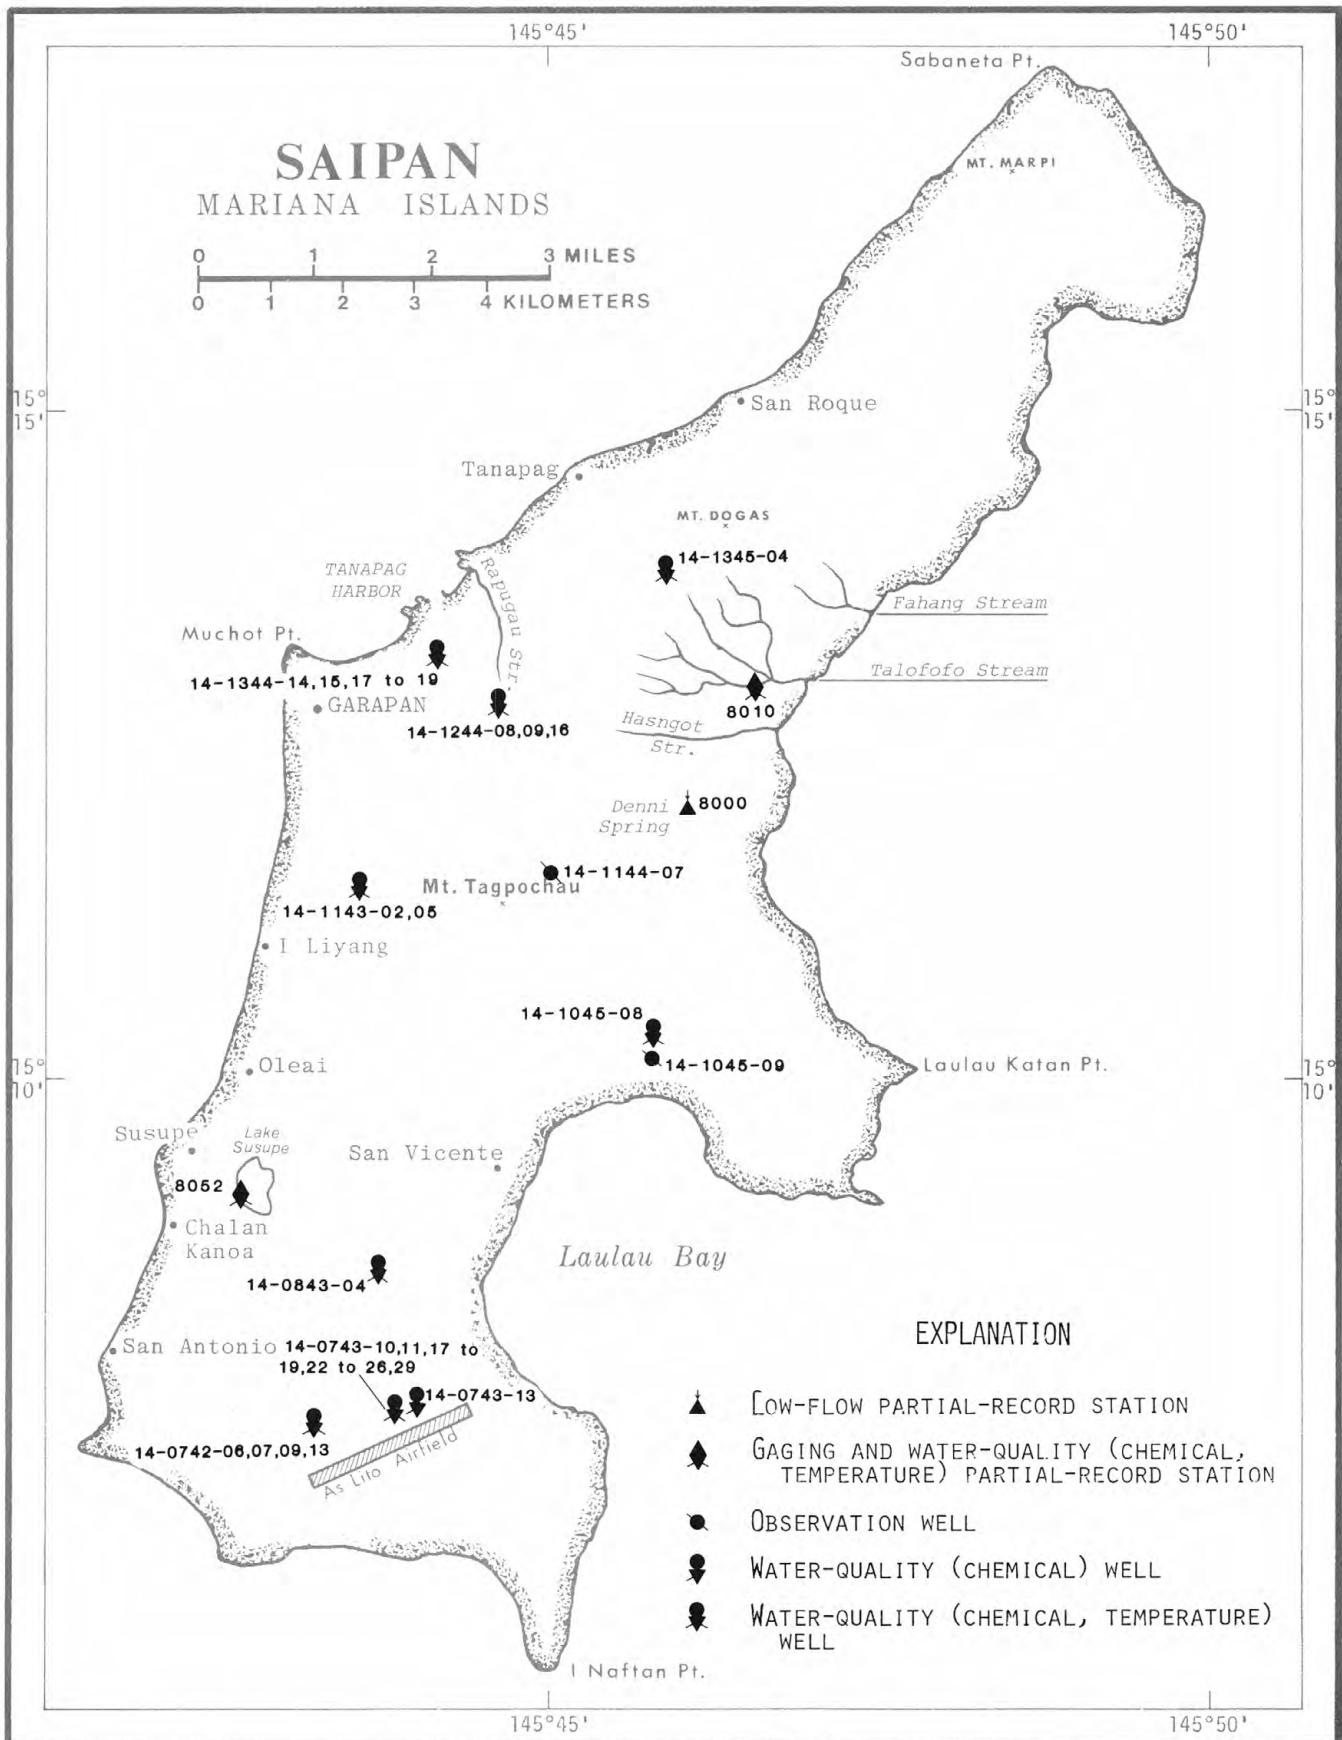 145°45'
145°50'
Sabaneta Pt.
MT. MARPI
SAIPAN
MARIANA ISLANDS
0 1 2 3 MILES
0 1 2 3 4 KILOMETERS
15°
15'
15°
15'
San Roque
Tanapag
MT. DOGAS
14-1345-04
TANAPAG
HARBOR
Rapugau Str.
Fahang Stream
Muchot Pt.
14-1344-14,15,17 to 19
GARAPAN
Talofofo Stream
8010
14-1244-08,09,16
Hasngot
Str.
Denni
Spring
8000
14-1144-07
Mt. Tagpochau
14-1143-02,05
I Liyang
14-1045-08
14-1045-09
Oleai
Laulau Katan Pt.
15°
10'
15°
10'
Susupe
Lake
Susupe
San Vicente
8052
Chalan
Kanoa
Laulau Bay
14-0843-04
San Antonio
14-0743-10,11,17 to
19,22 to 26,29
14-0743-13
14-0742-06,07,09,13
As Lito Airfield
I Naftan Pt.
EXPLANATION
LOW-FLOW PARTIAL-RECORD STATION
GAGING AND WATER-QUALITY (CHEMICAL,
TEMPERATURE) PARTIAL-RECORD STATION
OBSERVATION WELL
WATER-QUALITY (CHEMICAL) WELL
WATER-QUALITY (CHEMICAL, TEMPERATURE)
WELL
145°45'
145°50'